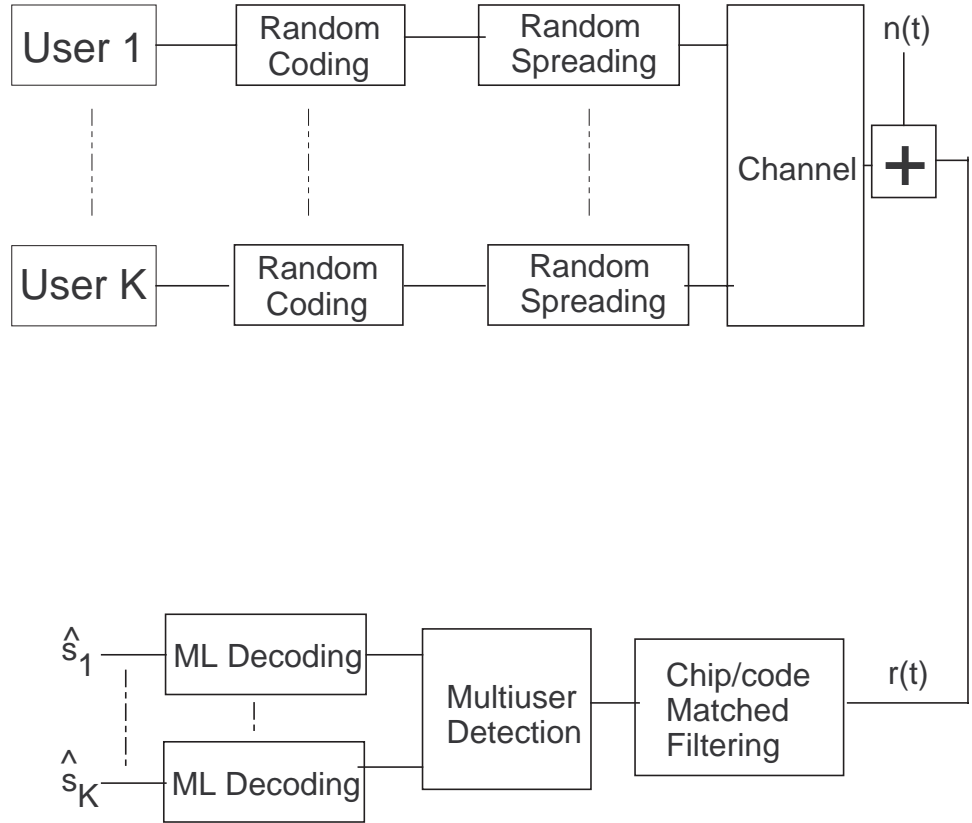 User 1
Random
Coding
Random
Spreading
Channel
n(t)
+
User K
Random
Coding
Random
Spreading
ŝ1
ML Decoding
Multiuser
Detection
Chip/code
Matched
Filtering
r(t)
ŝK
ML Decoding